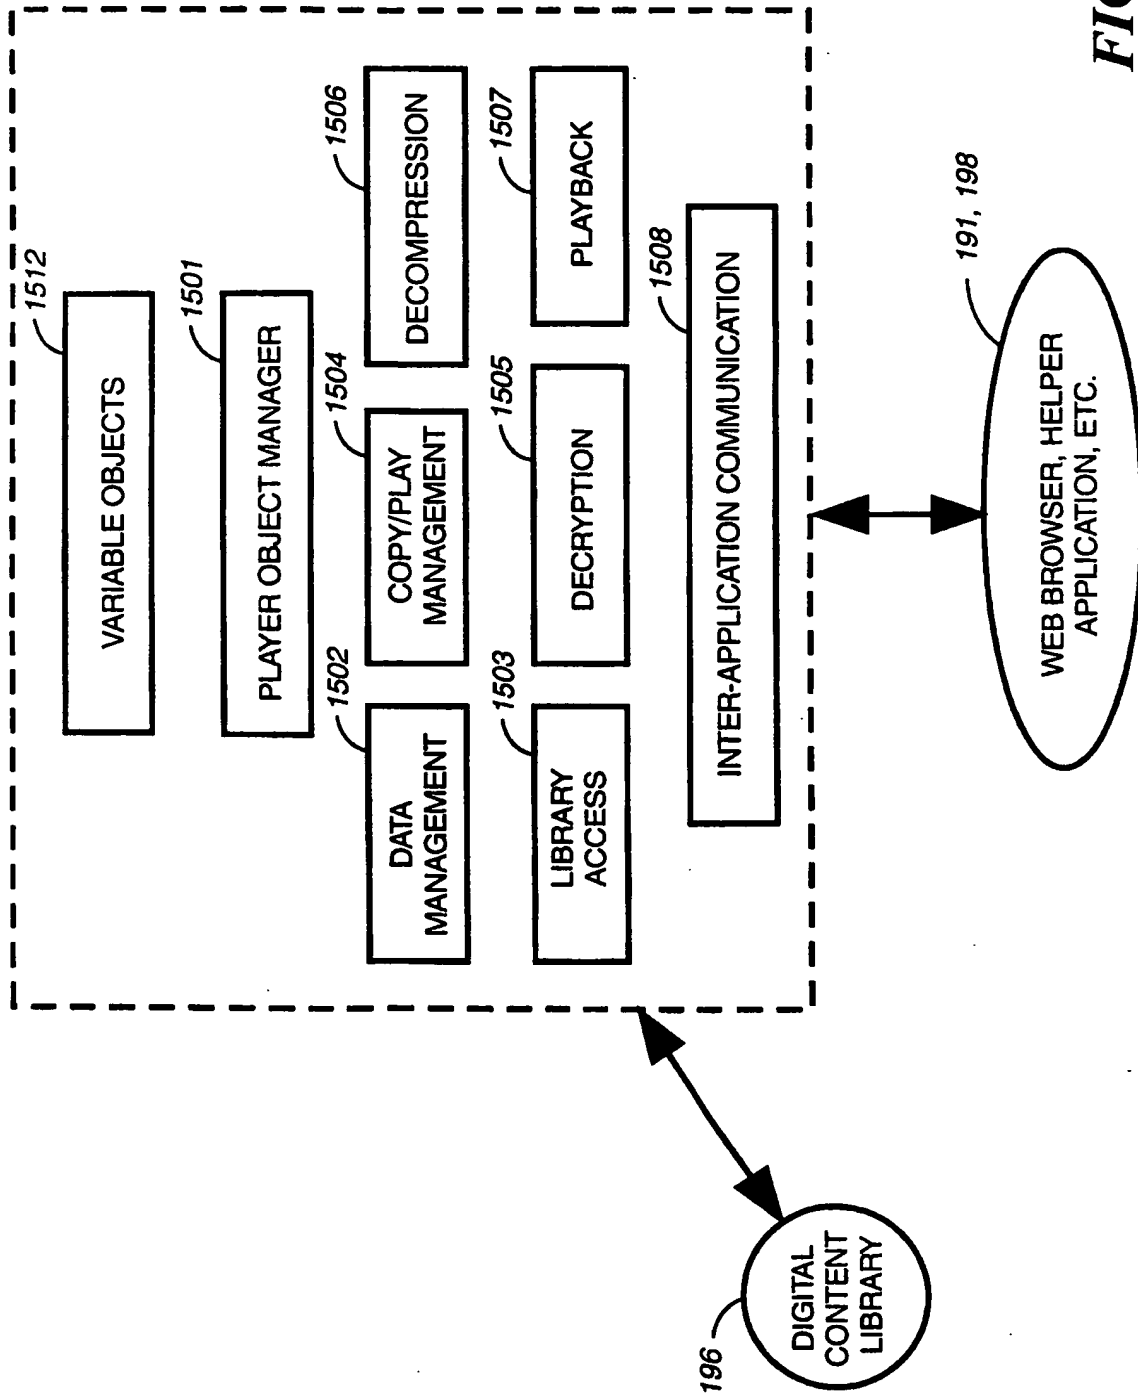 1512
VARIABLE OBJECTS
1501
PLAYER OBJECT MANAGER
1502
DATA
MANAGEMENT
1504
COPY/PLAY
MANAGEMENT
1506
DECOMPRESSION
1503
LIBRARY
ACCESS
1505
DECRYPTION
1507
PLAYBACK
1508
INTER-APPLICATION COMMUNICATION
196
DIGITAL
CONTENT
LIBRARY
191, 198
WEB BROWSER, HELPER
APPLICATION, ETC.